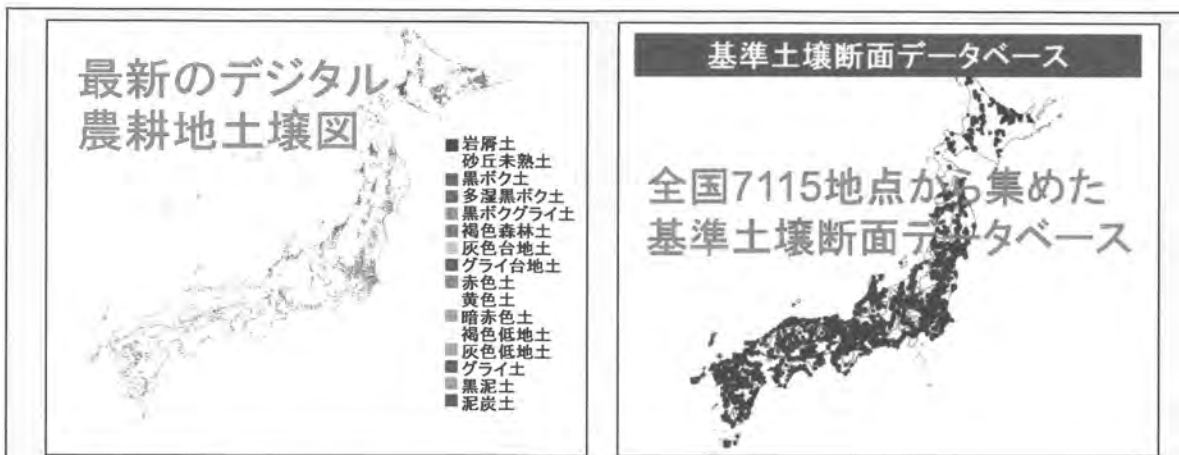 最新のデジタル
農耕地土壌図
岩屑土
砂丘未熟土
黒ボク土
多湿黒ボク土
黒ボクグライ土
褐色森林土
灰色台地土
グライ台地土
赤色土
黄色土
暗赤色土
褐色低地土
灰色低地土
グライ土
黒泥土
泥炭土
基準土壌断面データベース
全国7115地点から集めた
基準土壌断面データベース